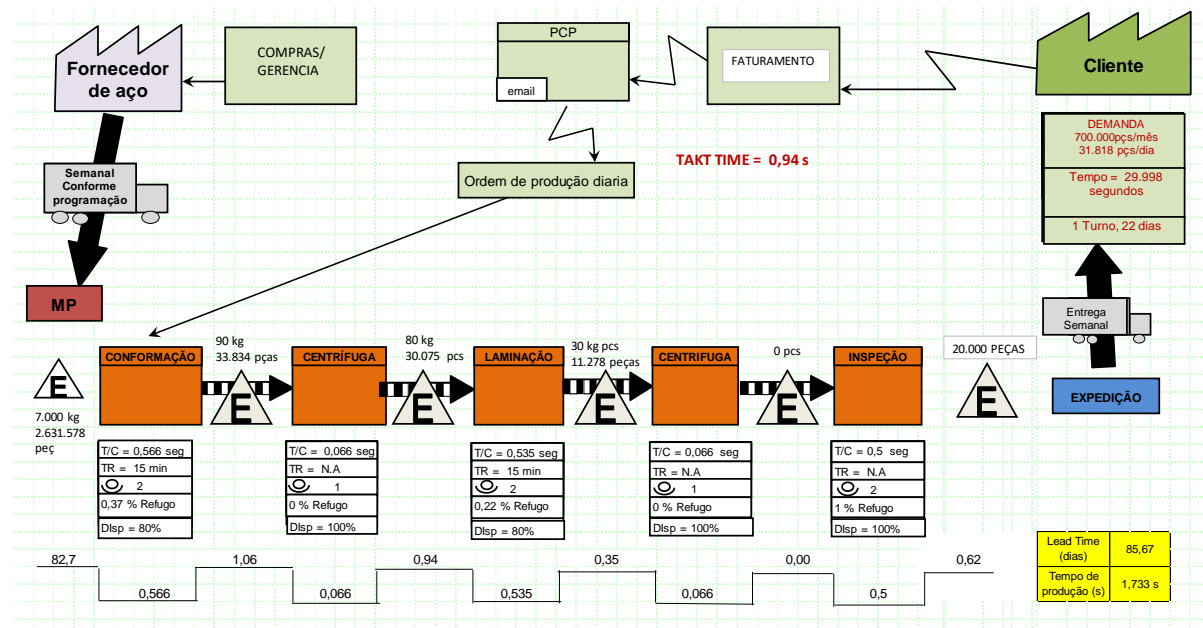 Fornecedor
de aço
COMPRAS/
GERENCIA
PCP
email
FATURAMENTO
Cliente
DEMANDA
700.000pçs/mês
31.818 pçs/dia
Tempo = 29.998
segundos
1 Turno, 22 dias
TAKT TIME = 0,94 s
Semanal
Conforme
programação
Ordem de produção diaria
MP
Entrega
Semanal
EXPEDIÇÃO
E
7.000 kg
2.631.578
peç
CONFORMAÇÃO
90 kg
33.834 pças
E
CENTRÍFUGA
80 kg
30.075 pcs
E
LAMINAÇÃO
30 kg pcs
11.278 peças
E
CENTRIFUGA
0 pcs
E
INSPEÇÃO
20.000 PEÇAS
E
T/C = 0,566 seg
TR = 15 min
2
0,37 % Refugo
DIsp = 80%
T/C = 0,066 seg
TR = N.A
1
0 % Refugo
DIsp = 100%
T/C = 0,535 seg
TR = 15 min
2
0,22 % Refugo
DIsp = 80%
T/C = 0,066 seg
TR = N.A
1
0 % Refugo
DIsp = 100%
T/C = 0,5 seg
TR = N.A
2
1 % Refugo
DIsp = 100%
82,7
1,06
0,94
0,35
0,00
0,62
0,566
0,066
0,535
0,066
0,5
Lead Time
(dias)
85,67
Tempo de
produção (s)
1,733 s